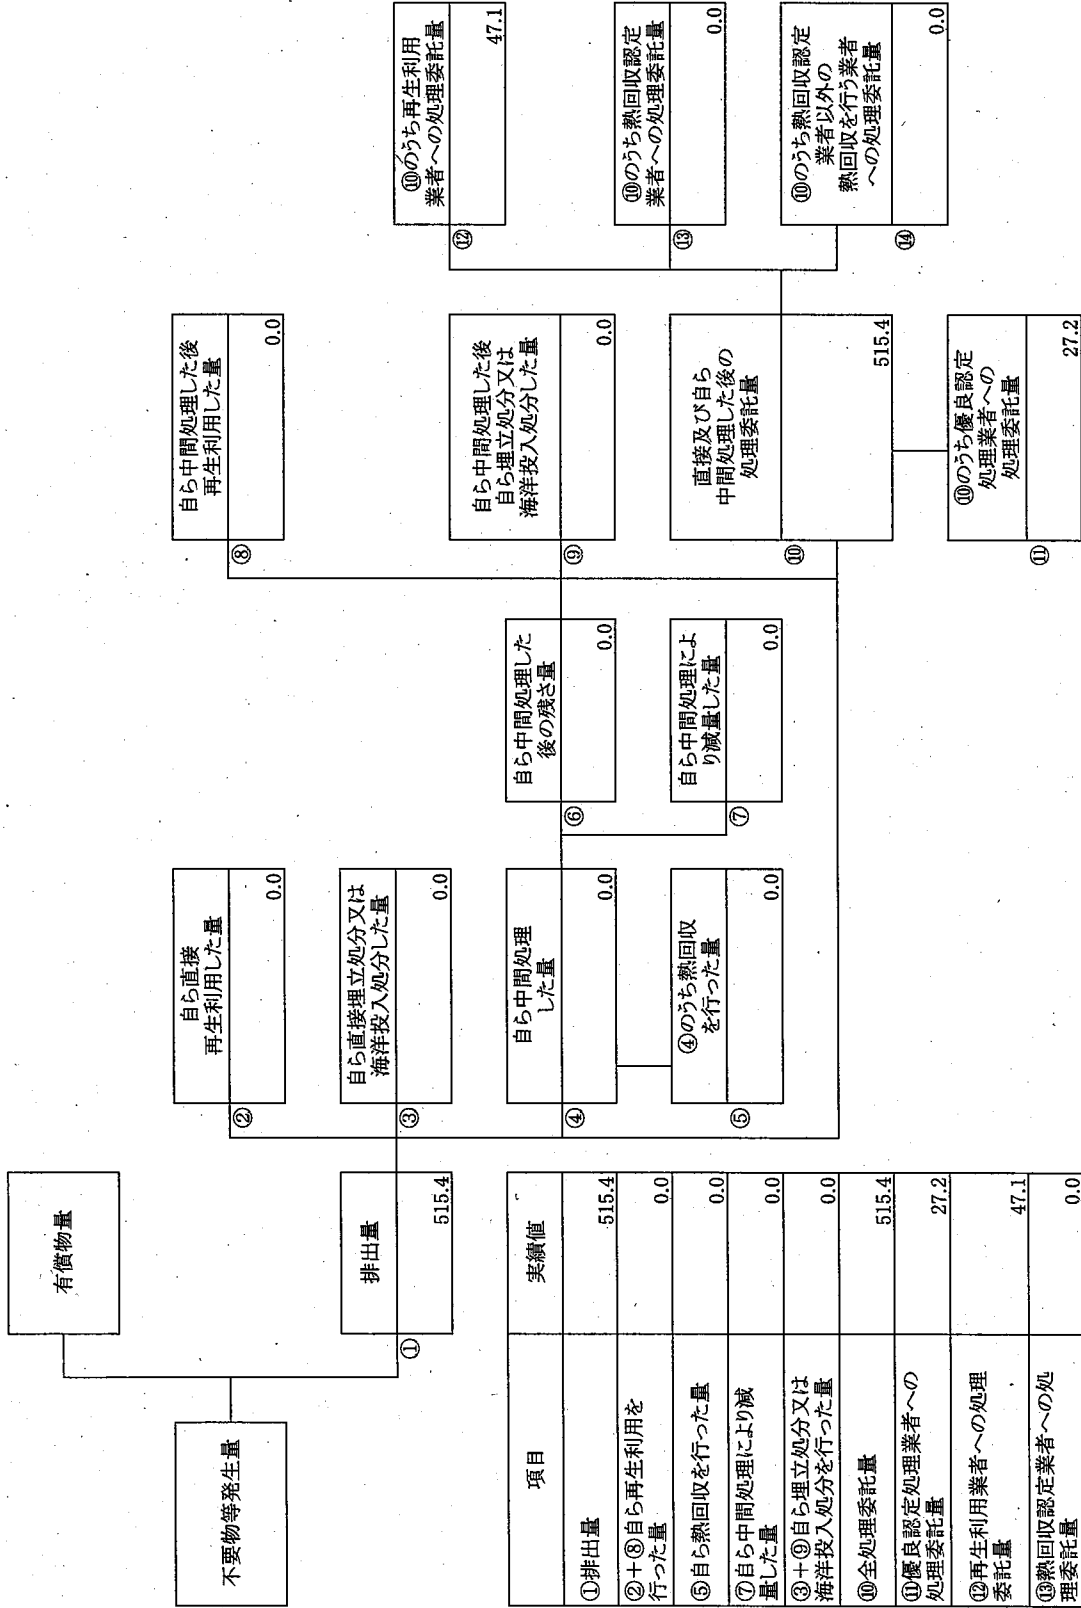 不要物等発生量
有償物量
①
排出量
515.4
②
自ら直接
再生利用した量
0.0
③
自ら直接埋立処分又は
海洋投入処分した量
0.0
④
自ら中間処理
した量
0.0
⑤
④のうち熱回収
を行った量
0.0
⑥
自ら中間処理した
後の残さ量
0.0
⑦
自ら中間処理によ
り減量した量
0.0
⑧
自ら中間処理した後
再生利用した量
0.0
⑨
自ら中間処理した後
自ら埋立処分又は
海洋投入処分した量
0.0
⑩
直接及び自ら
中間処理した後の
処理委託量
515.4
⑪
⑩のうち優良認定
処理業者への
処理委託量
27.2
⑫
⑩のうち再生利用
業者への処理委託量
47.1
⑬
⑩のうち熱回収認定
業者への処理委託量
0.0
⑭
⑩のうち熱回収認定
業者以外の
熱回収を行う業者
への処理委託量
0.0
項目 実績値
①排出量 515.4
②+⑧自ら再生利用を
行った量 0.0
⑤自ら熱回収を行った量 0.0
⑦自ら中間処理により減
量した量 0.0
③+⑨自ら埋立処分又は
海洋投入処分を行った量 0.0
⑩全処理委託量 515.4
⑪優良認定処理業者への
処理委託量 27.2
⑫再生利用業者への処理
委託量 47.1
⑬熱回収認定業者への処
理委託量 0.0